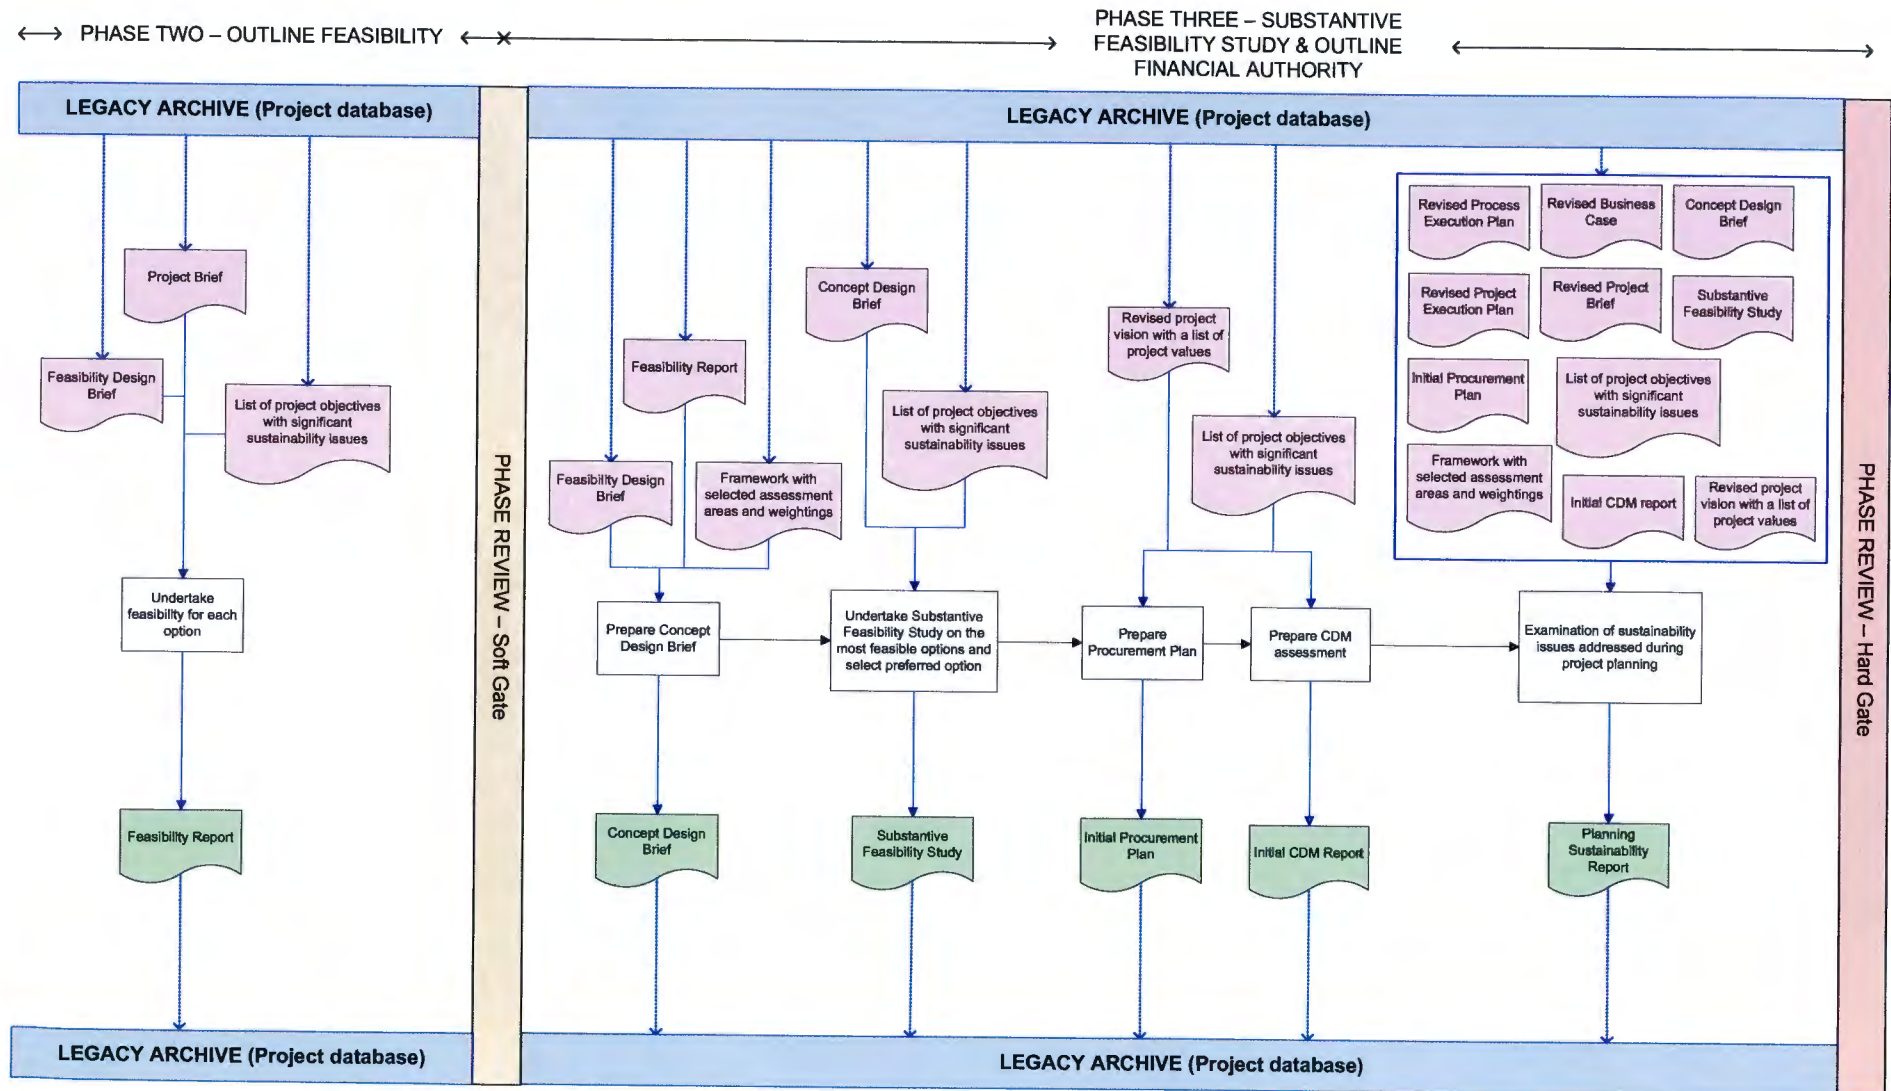 PHASE TWO – OUTLINE FEASIBILITY
PHASE THREE – SUBSTANTIVE
FEASIBILITY STUDY & OUTLINE
FINANCIAL AUTHORITY
LEGACY ARCHIVE (Project database)
LEGACY ARCHIVE (Project database)
Project Brief
Feasibility Design
Brief
List of project objectives
with significant
sustainability issues
Undertake
feasibility for each
option
Feasibility Report
LEGACY ARCHIVE (Project database)
PHASE REVIEW – Soft Gate
Feasibility Design
Brief
Feasibility Report
Framework with
selected assessment
areas and weightings
Concept Design
Brief
List of project objectives
with significant
sustainability issues
Revised project
vision with a list of
project values
List of project objectives
with significant
sustainability issues
Revised Process
Execution Plan
Revised Business
Case
Concept Design
Brief
Revised Project
Execution Plan
Revised Project
Brief
Substantive
Feasibility Study
Initial Procurement
Plan
List of project objectives
with significant
sustainability issues
Framework with
selected assessment
areas and weightings
Initial CDM report
Revised project
vision with a list of
project values
Prepare Concept
Design Brief
Undertake Substantive
Feasibility Study on the
most feasible options and
select preferred option
Prepare
Procurement Plan
Prepare CDM
assessment
Examination of sustainability
issues addressed during
project planning
Concept Design
Brief
Substantive
Feasibility Study
Initial Procurement
Plan
Initial CDM Report
Planning
Sustainability
Report
LEGACY ARCHIVE (Project database)
PHASE REVIEW – Hard Gate